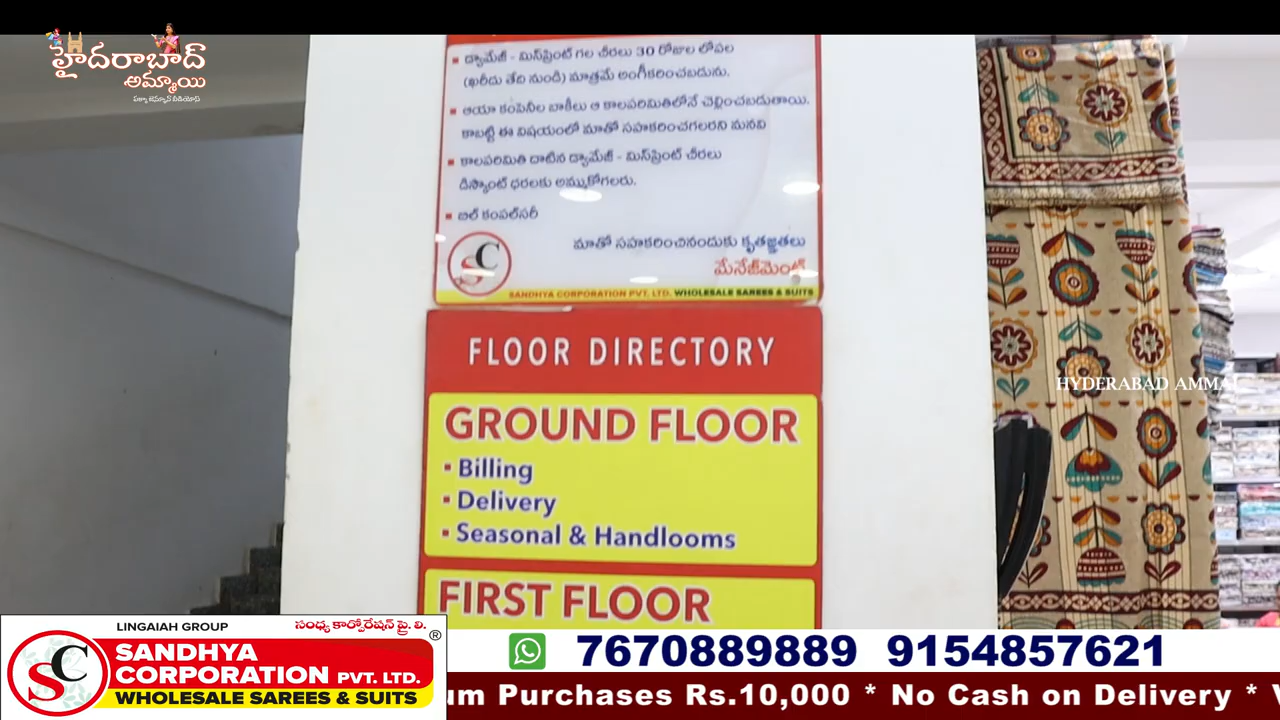 హైదరాబాద్
అమ్మాయి
డ్యామేజ్ - మిస్‌ప్రింట్ గల చీరలు 30 రోజుల లోపల
(ఖరీదు తేది నుండి) మాత్రమే అంగీకరించబడును.
ఆయా కంపెనీల బాకీలు ఆ కాలపరిమితిలోనే చెల్లించబడుతాయి.
కాబట్టి ఈ విషయంలో మాతో సహకరించగలరని మనవి
కాలపరిమితి దాటిన డ్యామేజ్ - మిస్‌ప్రింట్ చీరలు
డిస్కౌంట్ ధరలకు అమ్ముకోగలరు.
బిల్ కంపల్‌సరీ
మాతో సహకరించినందుకు కృతజ్ఞతలు
మేనేజ్‌మెంట్
SC
SANDHYA CORPORATION PVT. LTD. WHOLESALE SAREES & SUITS
FLOOR DIRECTORY
GROUND FLOOR
Billing
Delivery
Seasonal & Handlooms
FIRST FLOOR
HYDERABAD AMMAI
LINGAIAH GROUP సంధ్య కార్పోరేషన్ ప్రై. లి.
SC SANDHYA ®
CORPORATION PVT. LTD.
WHOLESALE SAREES & SUITS
7670889889 9154857621
um Purchases Rs.10,000 * No Cash on Delivery *